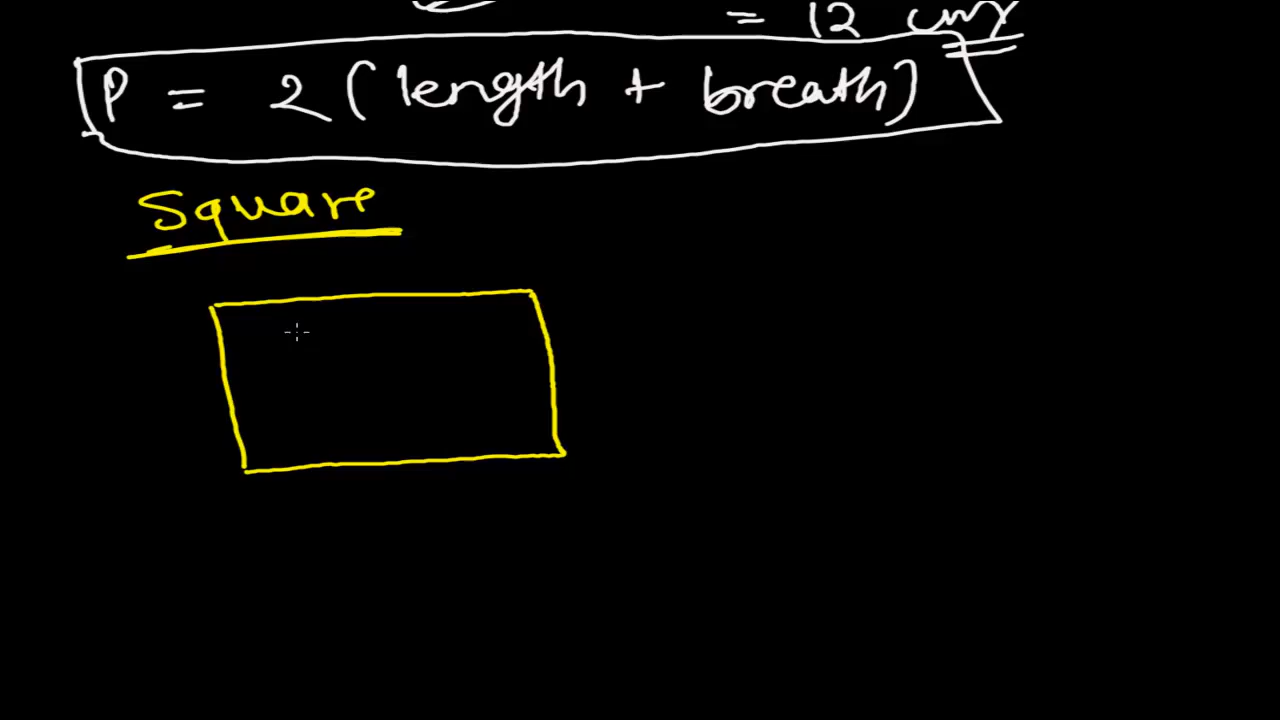 = 12 cm
P = 2 (length + breath)
Square